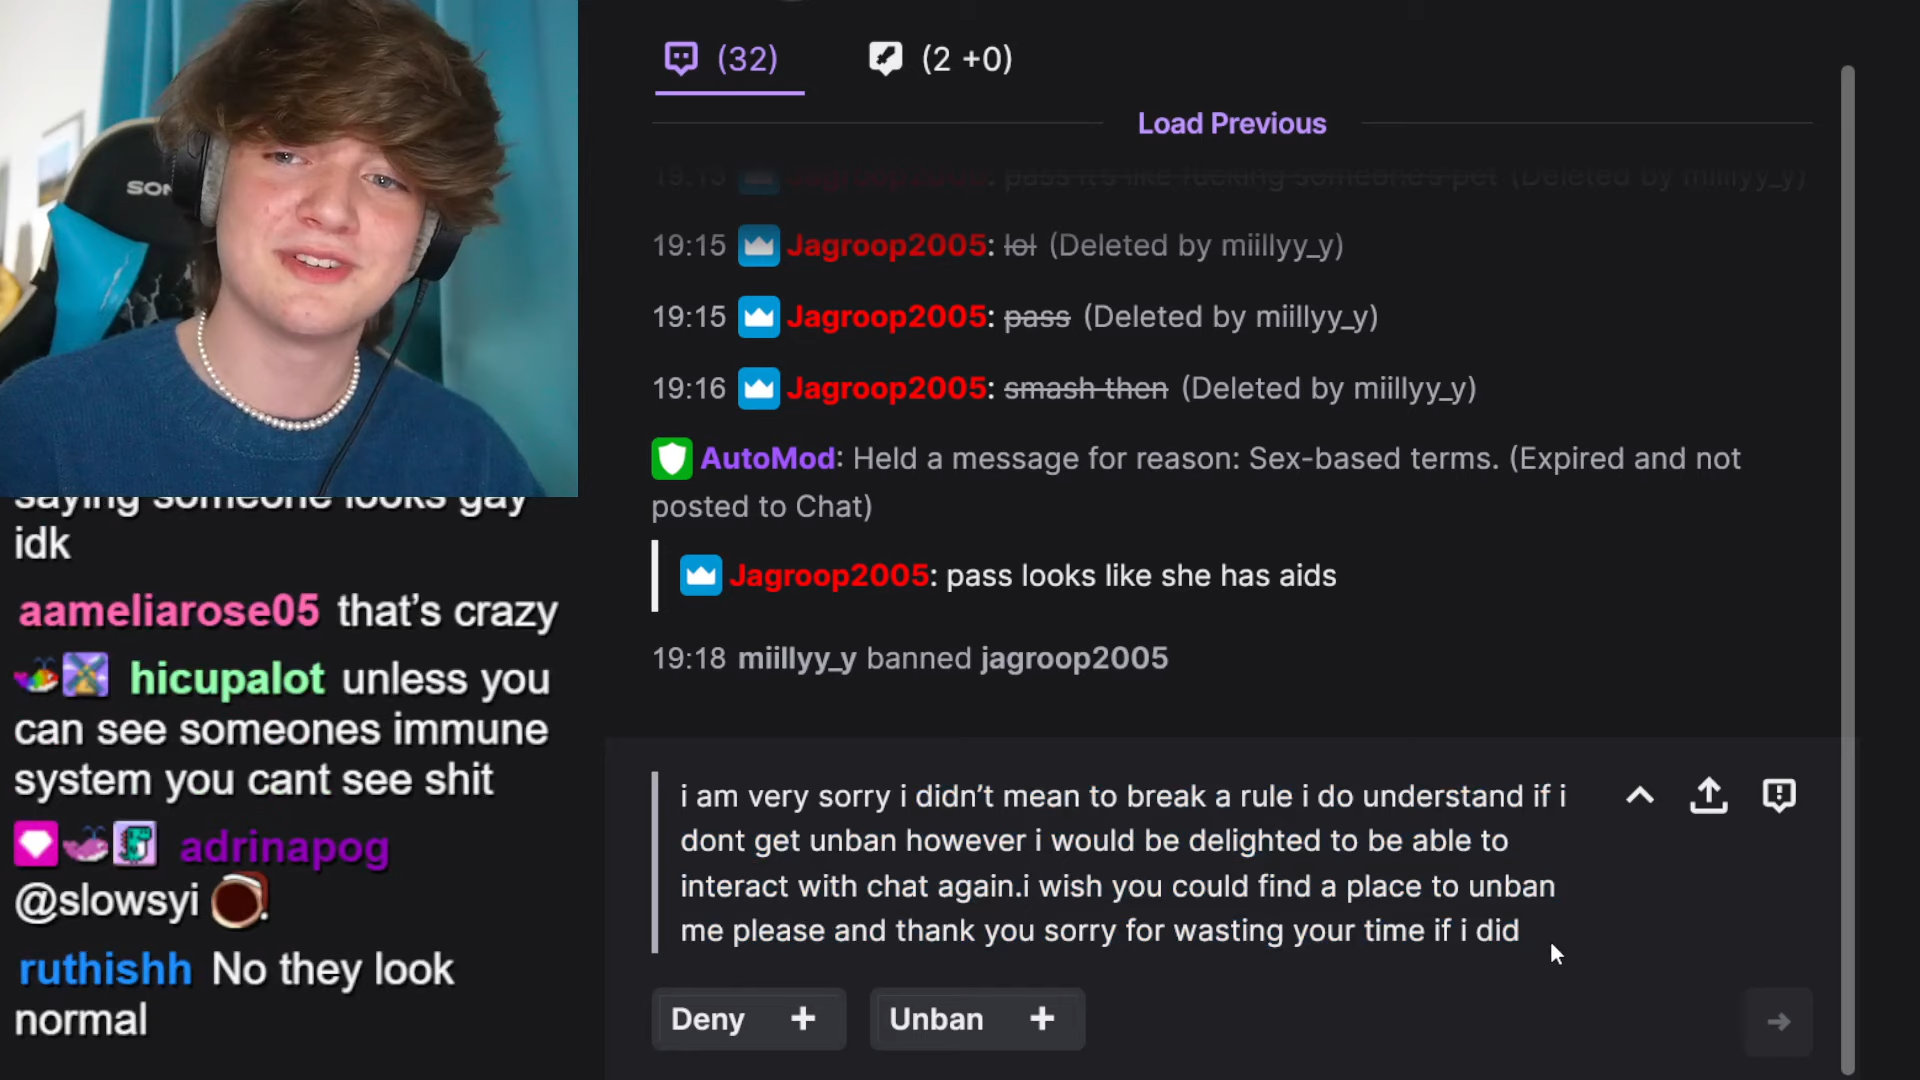 SON
saying someone looks gay
idk
aameliarose05 that's crazy
hicupalot unless you
can see someones immune
system you cant see shit
adrinapog
@slowsyi
ruthishh No they look
normal
(32)
(2 +0)
Load Previous
19:15 Jagroop2005: pass it's like fucking someone's pet (Deleted by miillyy_y)
19:15 Jagroop2005: lol (Deleted by miillyy_y)
19:15 Jagroop2005: pass (Deleted by miillyy_y)
19:16 Jagroop2005: smash then (Deleted by miillyy_y)
AutoMod: Held a message for reason: Sex-based terms. (Expired and not
posted to Chat)
Jagroop2005: pass looks like she has aids
19:18 miillyy_y banned jagroop2005
i am very sorry i didn’t mean to break a rule i do understand if i
dont get unban however i would be delighted to be able to
interact with chat again.i wish you could find a place to unban
me please and thank you sorry for wasting your time if i did
Deny +
Unban +